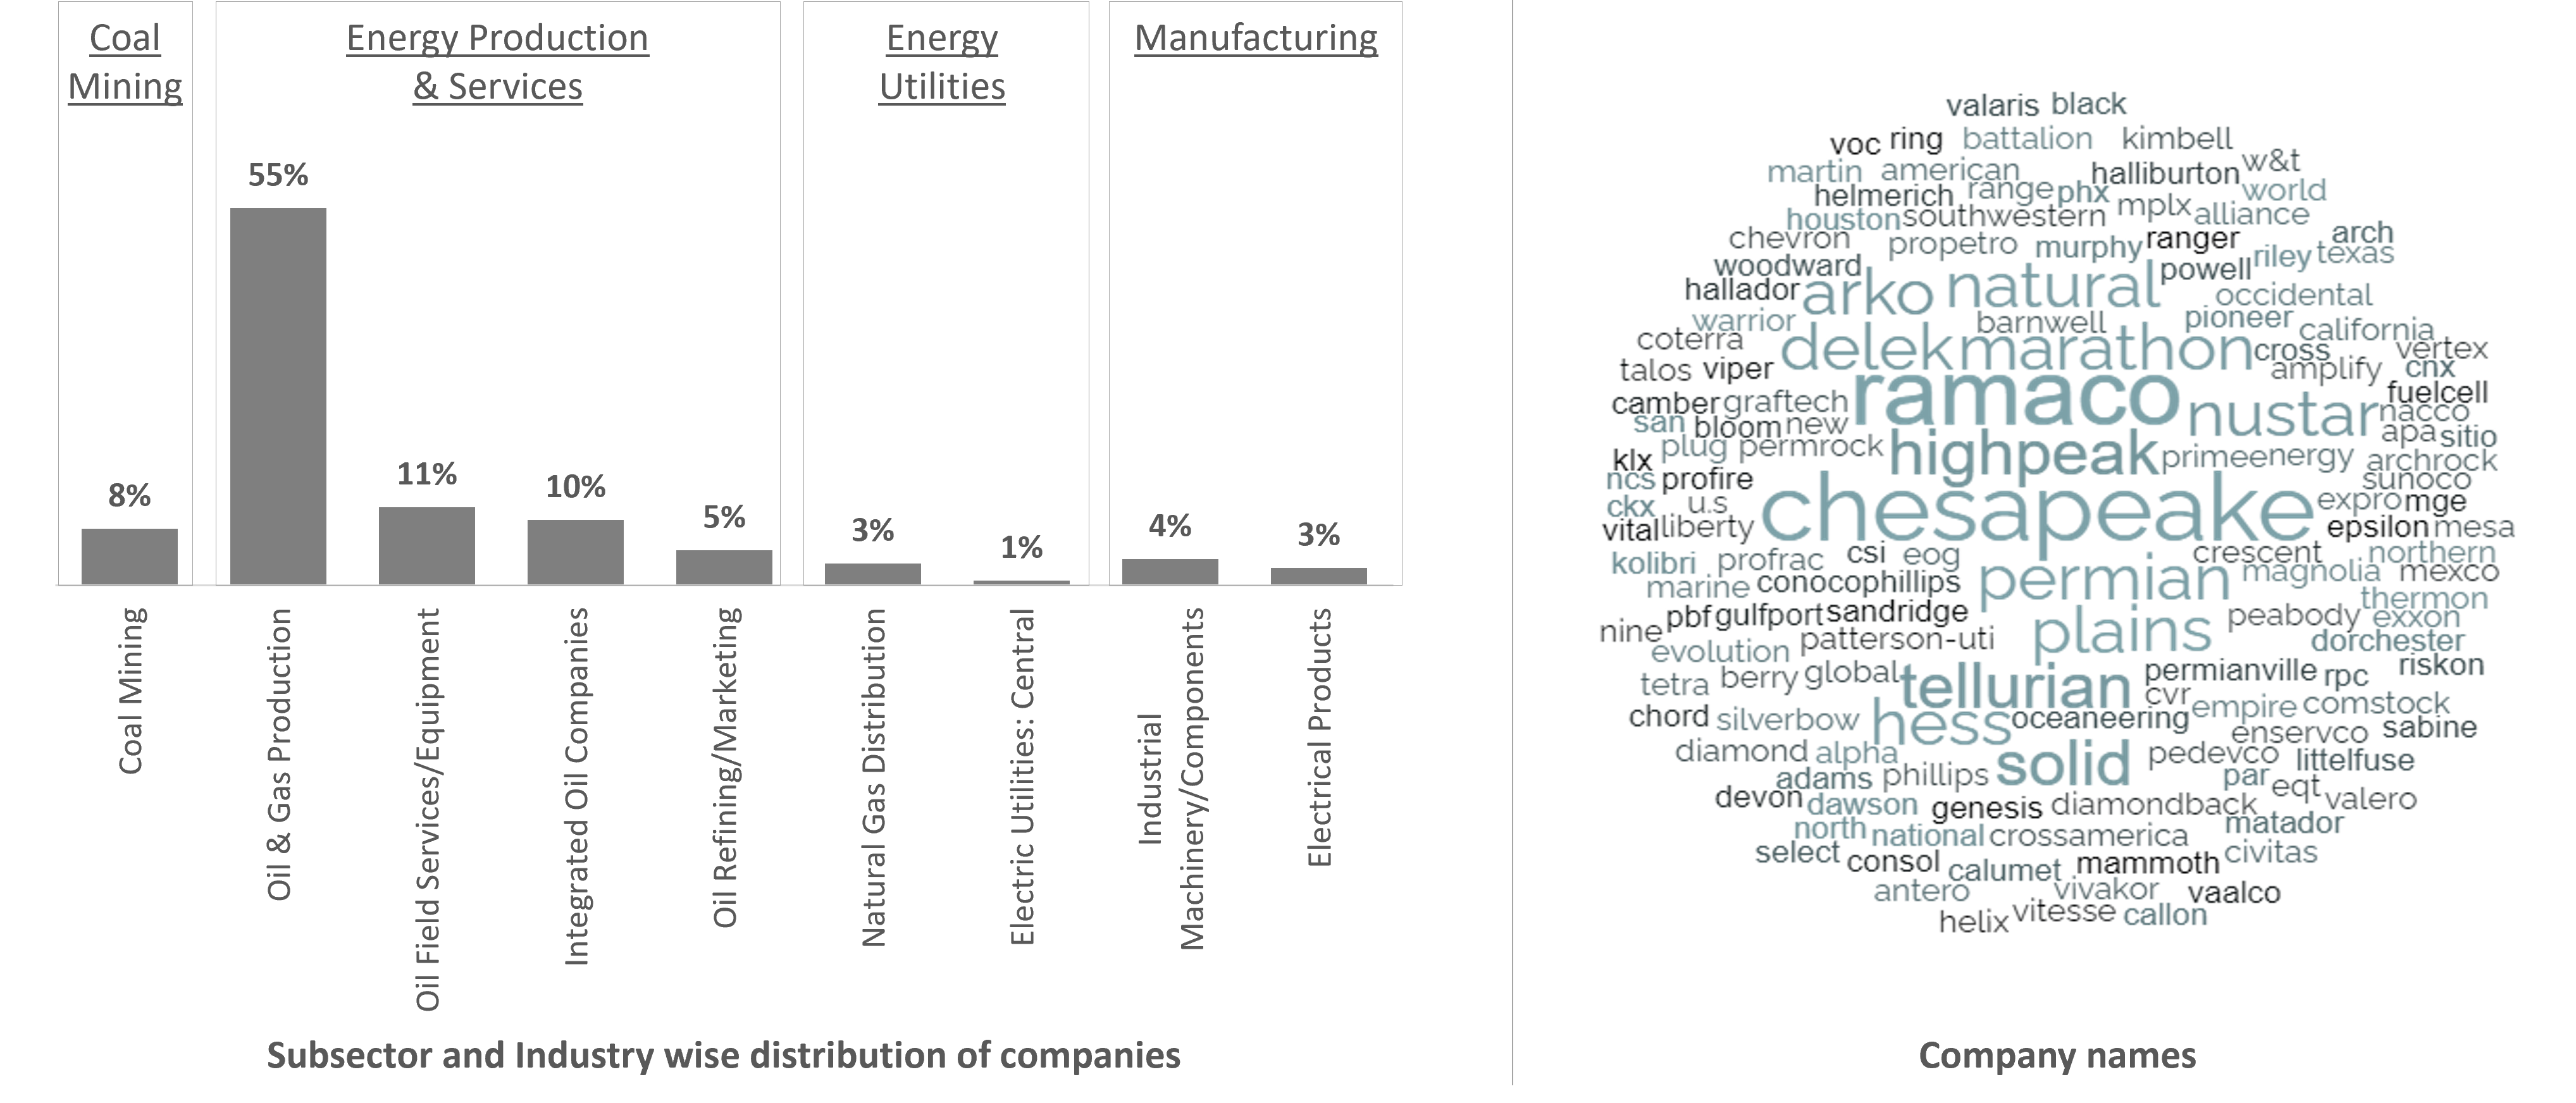 Coal
Mining
Energy Production
& Services
Energy
Utilities
Manufacturing
8%
55%
11%
10%
5%
3%
1%
4%
3%
Coal Mining
Oil & Gas Production
Oil Field Services/Equipment
Integrated Oil Companies
Oil Refining/Marketing
Natural Gas Distribution
Electric Utilities: Central
Industrial
Machinery/Components
Electrical Products
Subsector and Industry wise distribution of companies
valaris black
voc ring battalion kimbell
martin american halliburton w&t
helmerich range phx world
houston southwestern mplx alliance
chevron propetro murphy ranger arch
woodward powell riley texas
hallador arko natural occidental
warrior barnwell pioneer california
coterra delek marathon cross vertex
talos viper amplify cnx
camber graftech ramaco nustar fuelcell
san bloom new nacco
plug permrock highpeak apa sitio
klx primeenergy archrock
ncs profire sunoco
ckx u.s chesapeake expro mge
vital liberty epsilon mesa
kolibri profrac csi eog crescent northern
marine conocophillips permian magnolia mexco
thermon
nine pbf gulfport sandridge plains peabody exxon
evolution patterson-uti dorchester
tetra berry global tellurian permianville rpc riskon
cvr empire comstock
chord silverbow hess oceaneering enservco sabine
diamond alpha solid pedevco littelfuse
adams phillips par eqt
devon dawson genesis diamondback valero
north national crossamerica matador
select consol calumet mammoth civitas
antero vivakor vaalco
helix vitesse callon
Company names